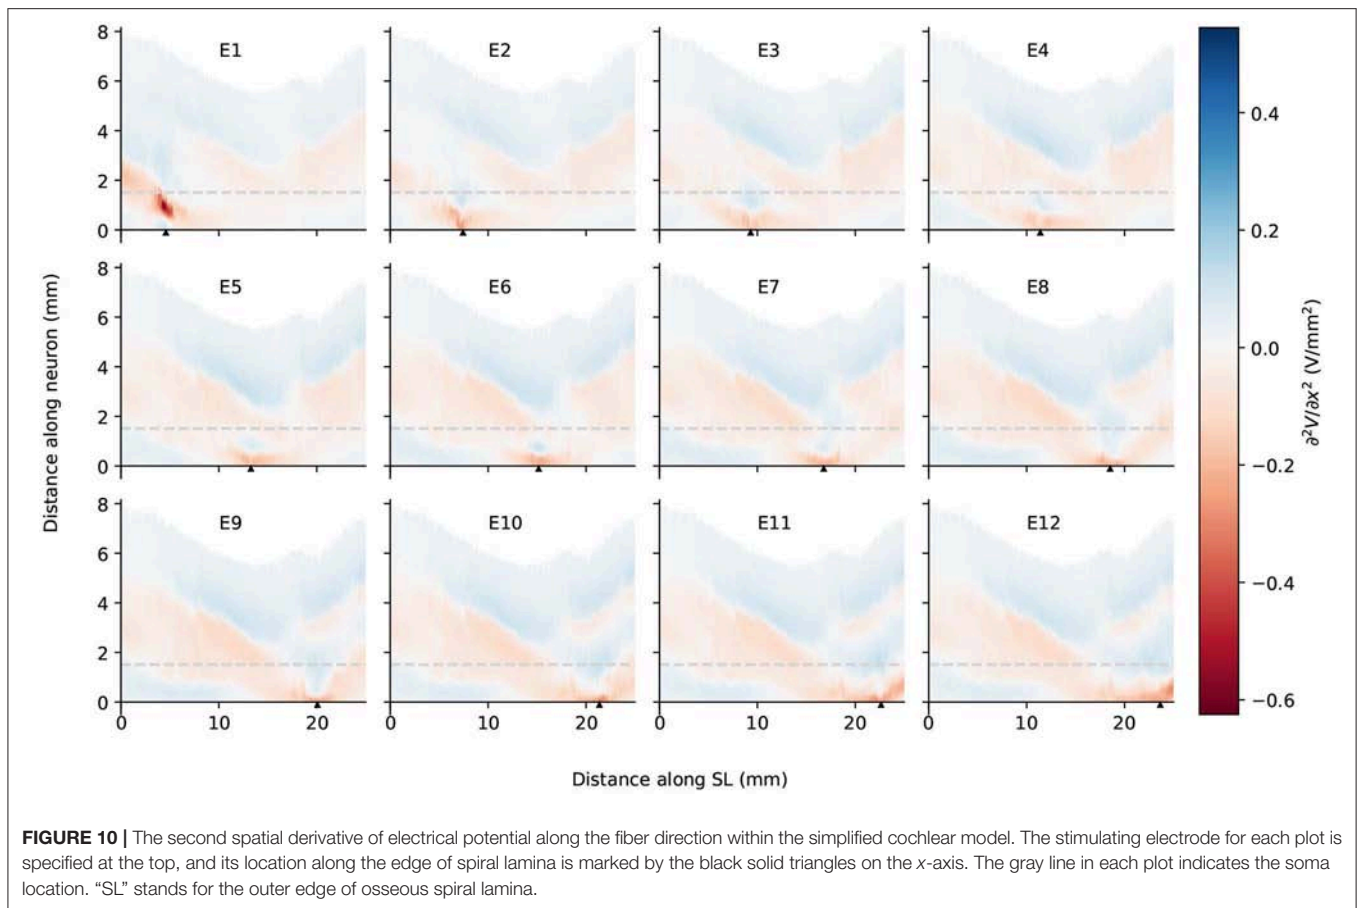 8
6
4
2
0
E1
E2
E3
E4
8
6
4
2
0
E5
E6
E7
E8
8
6
4
2
0
E9
E10
E11
E12
0 10 20
0 10 20
0 10 20
0 10 20
Distance along neuron (mm)
Distance along SL (mm)
0.4
0.2
0.0
−0.2
−0.4
−0.6
∂²V/∂x² (V/mm²)
FIGURE 10 | The second spatial derivative of electrical potential along the fiber direction within the simplified cochlear model. The stimulating electrode for each plot is
specified at the top, and its location along the edge of spiral lamina is marked by the black solid triangles on the x-axis. The gray line in each plot indicates the soma
location. “SL” stands for the outer edge of osseous spiral lamina.